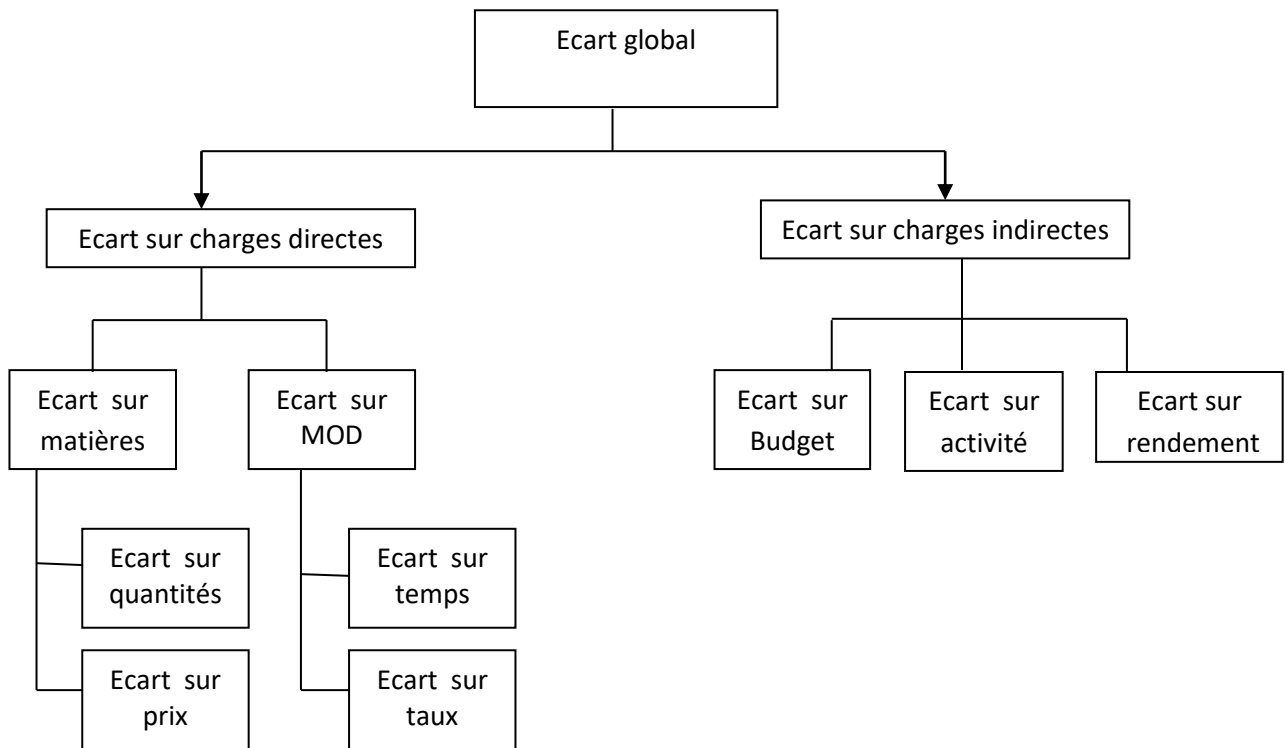 Ecart global
Ecart sur charges directes
Ecart sur charges indirectes
Ecart sur
matières
Ecart sur
MOD
Ecart sur
Budget
Ecart sur
activité
Ecart sur
rendement
Ecart sur
quantités
Ecart sur
temps
Ecart sur
prix
Ecart sur
taux